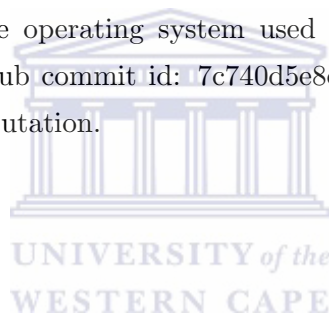 e operating system used
ub commit id: 7c740d5e8
utation.
UNIVERSITY of the
WESTERN CAPE